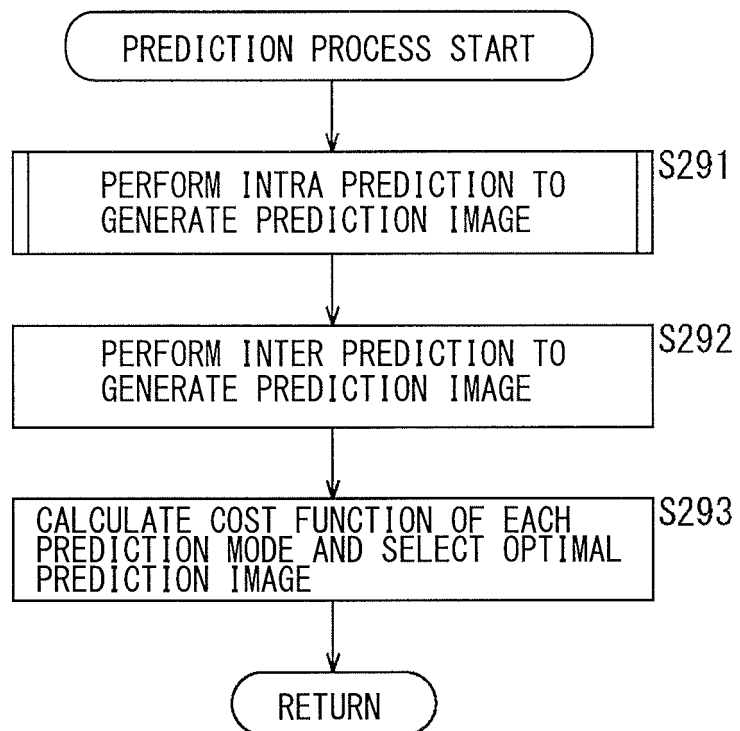 PREDICTION PROCESS START
S291
PERFORM INTRA PREDICTION TO
GENERATE PREDICTION IMAGE
S292
PERFORM INTER PREDICTION TO
GENERATE PREDICTION IMAGE
S293
CALCULATE COST FUNCTION OF EACH
PREDICTION MODE AND SELECT OPTIMAL
PREDICTION IMAGE
RETURN